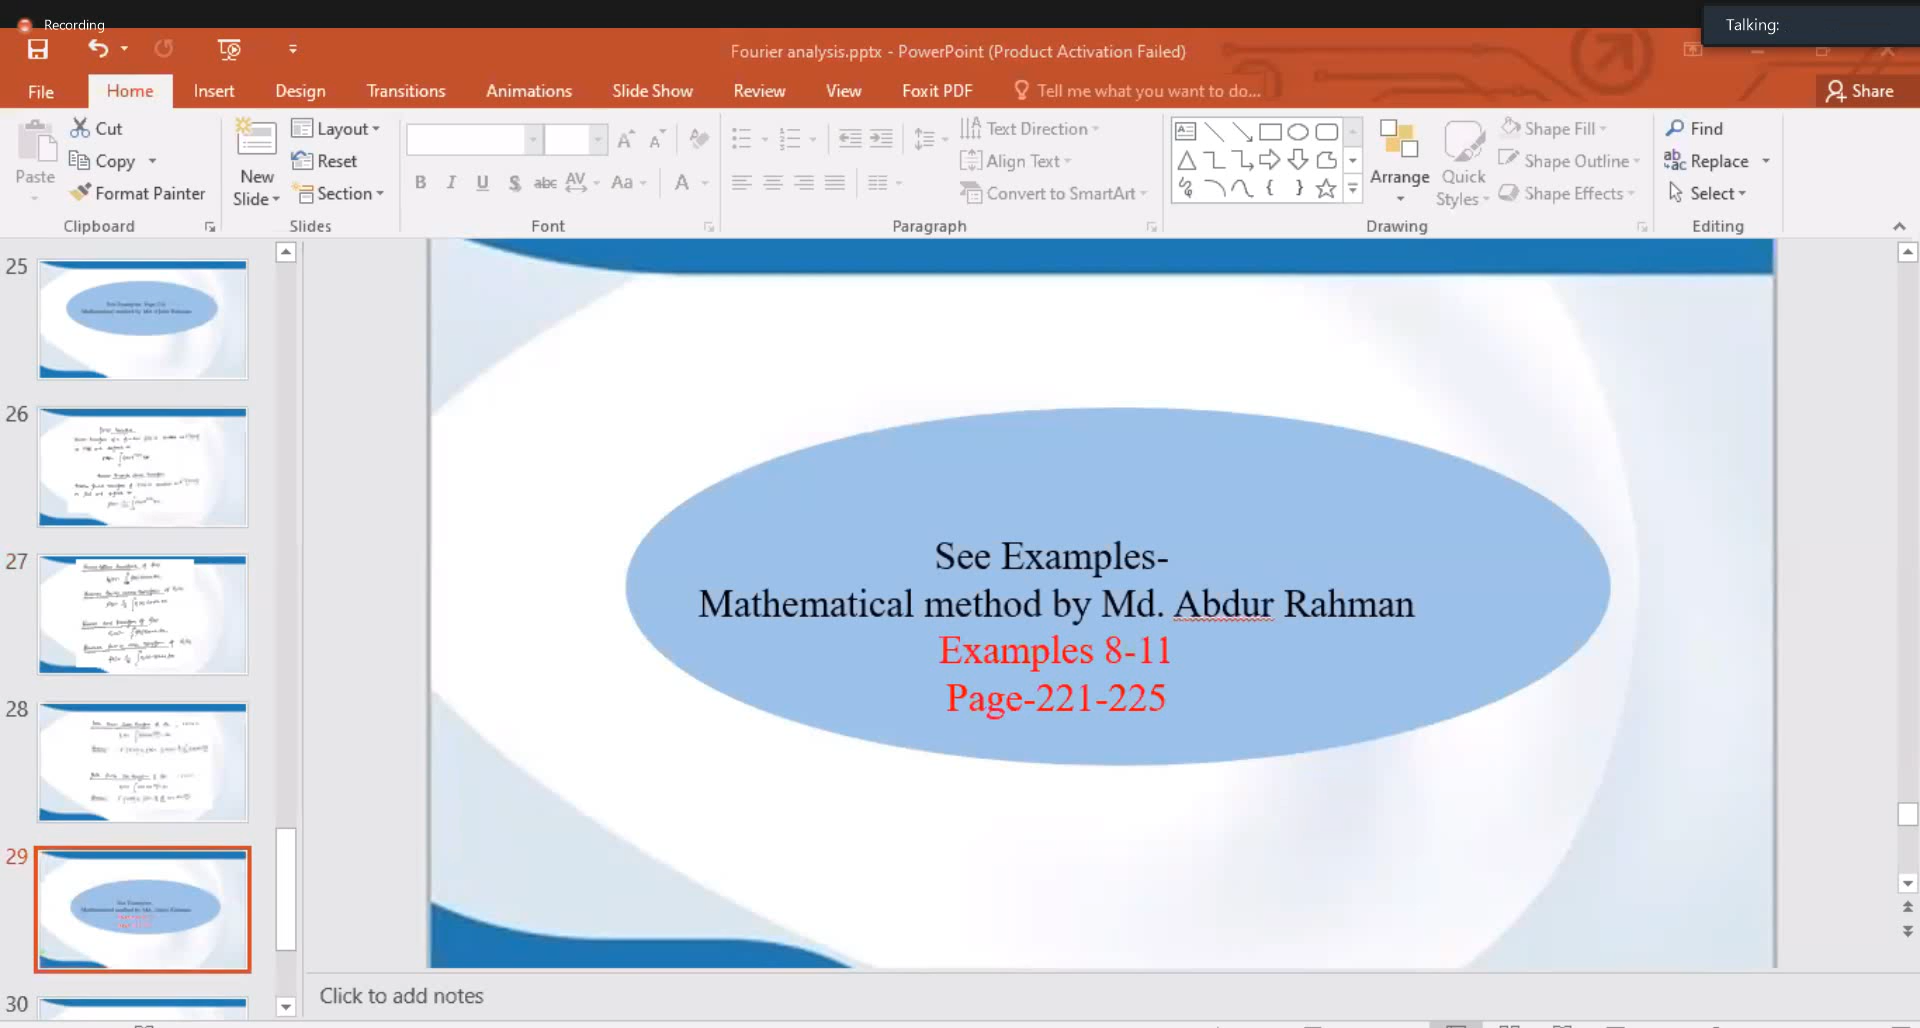 Recording
Talking:
Fourier analysis.pptx - PowerPoint (Product Activation Failed)
File Home Insert Design Transitions Animations Slide Show Review View Foxit PDF Tell me what you want to do... Share
Paste
Cut
Copy
Format Painter
Clipboard
New
Slide
Layout
Reset
Section
Slides
B I U S abc AV Aa A
Font
Text Direction
Align Text
Convert to SmartArt
Paragraph
Arrange
Quick
Styles
Shape Fill
Shape Outline
Shape Effects
Drawing
Find
Replace
Select
Editing
25
26
27
28
29
30
See Examples-
Mathematical method by Md. Abdur Rahman
Examples 8-11
Page-221-225
Click to add notes